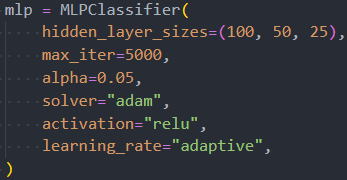 mlp = MLPClassifier(
    hidden_layer_sizes=(100, 50, 25),
    max_iter=5000,
    alpha=0.05,
    solver="adam",
    activation="relu",
    learning_rate="adaptive",
)